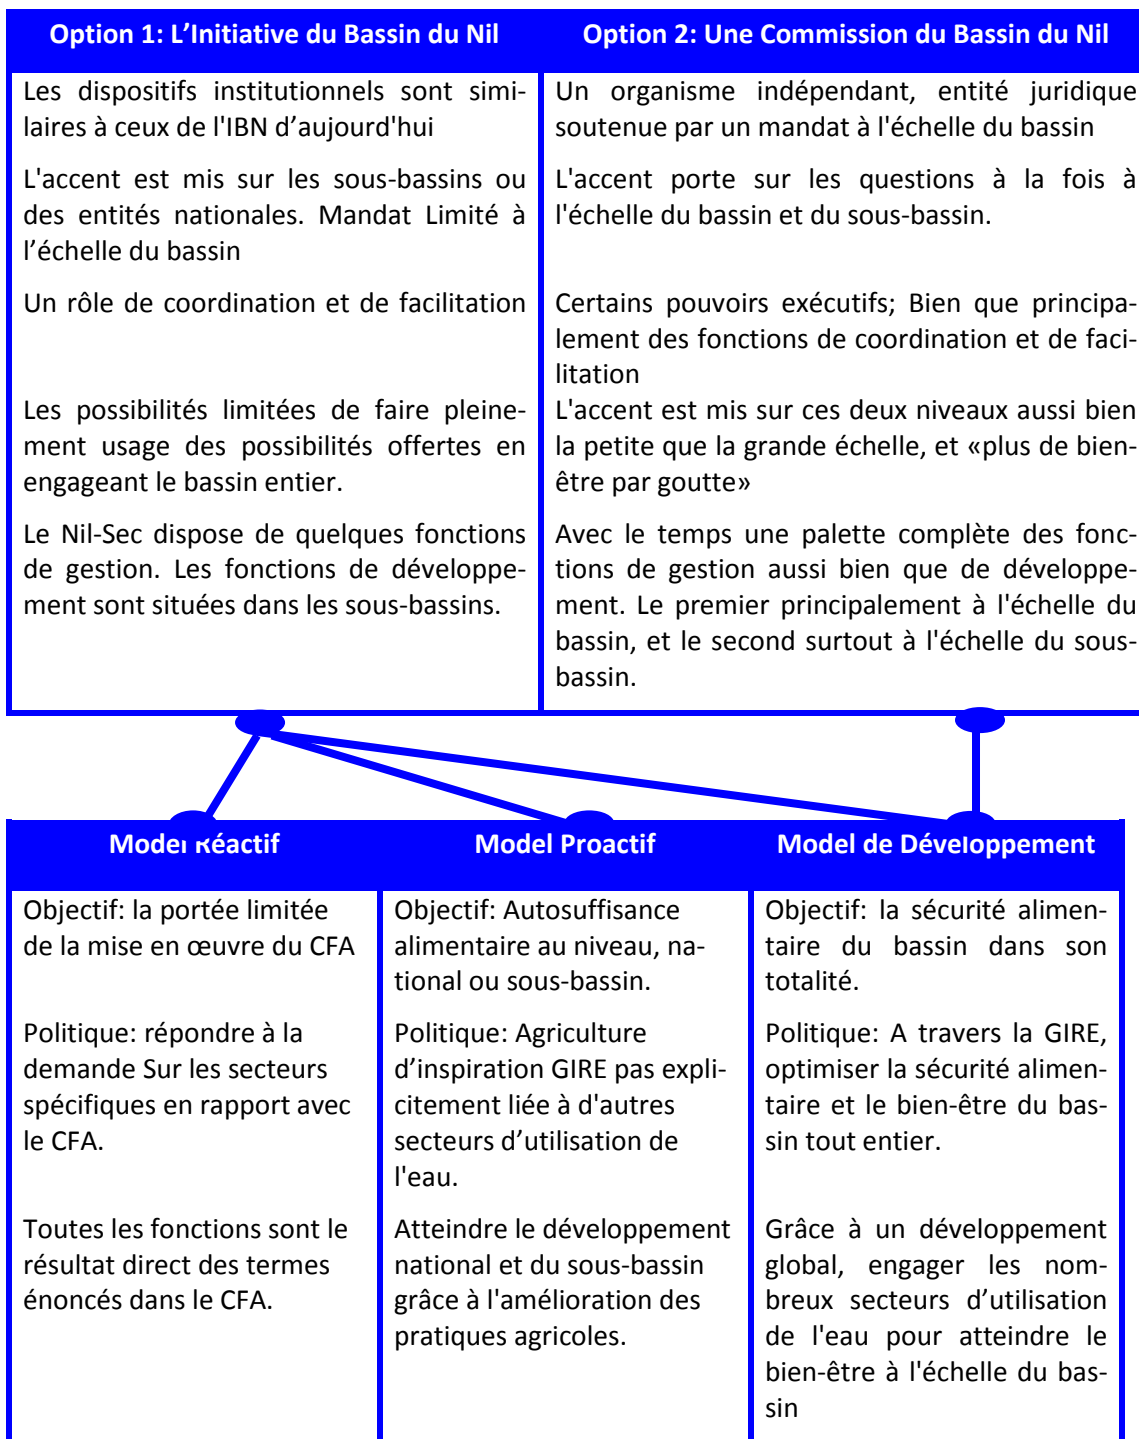 Option 1: L’Initiative du Bassin du Nil
Les dispositifs institutionnels sont simi-
laires à ceux de l'IBN d’aujourd'hui
L'accent est mis sur les sous-bassins ou
des entités nationales. Mandat Limité à
l’échelle du bassin
Un rôle de coordination et de facilitation
Les possibilités limitées de faire pleine-
ment usage des possibilités offertes en
engageant le bassin entier.
Le Nil-Sec dispose de quelques fonctions
de gestion. Les fonctions de développe-
ment sont situées dans les sous-bassins.
Option 2: Une Commission du Bassin du Nil
Un organisme indépendant, entité juridique
soutenue par un mandat à l'échelle du bassin
L'accent porte sur les questions à la fois à
l'échelle du bassin et du sous-bassin.
Certains pouvoirs exécutifs; Bien que principa-
lement des fonctions de coordination et de faci-
litation
L'accent est mis sur ces deux niveaux aussi bien
la petite que la grande échelle, et «plus de bien-
être par goutte»
Avec le temps une palette complète des fonc-
tions de gestion aussi bien que de développe-
ment. Le premier principalement à l'échelle du
bassin, et le second surtout à l'échelle du sous-
bassin.
Model Réactif
Objectif: la portée limitée
de la mise en œuvre du CFA
Politique: répondre à la
demande Sur les secteurs
spécifiques en rapport avec
le CFA.
Toutes les fonctions sont le
résultat direct des termes
énoncés dans le CFA.
Model Proactif
Objectif: Autosuffisance
alimentaire au niveau, na-
tional ou sous-bassin.
Politique: Agriculture
d’inspiration GIRE pas expli-
citement liée à d'autres
secteurs d’utilisation de
l'eau.
Atteindre le développement
national et du sous-bassin
grâce à l'amélioration des
pratiques agricoles.
Model de Développement
Objectif: la sécurité alimen-
taire du bassin dans son
totalité.
Politique: A travers la GIRE,
optimiser la sécurité alimen-
taire et le bien-être du bas-
sin tout entier.
Grâce à un développement
global, engager les nom-
breux secteurs d’utilisation
de l'eau pour atteindre le
bien-être à l'échelle du bas-
sin